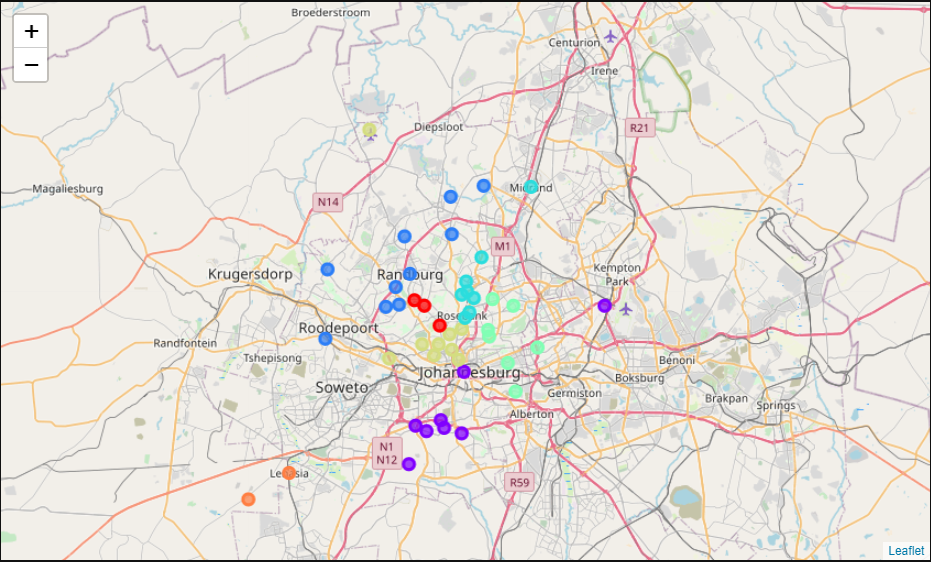 +
−
Broederstroom
Centurion
Irene
R21
Diepsloot
Magaliesburg
Midrand
N14
M1
Krugersdorp
Randburg
Kempton
Park
Rosebank
Roodepoort
Randfontein
Tshepisong
Johannesburg
Benoni
Boksburg
Soweto
Germiston
Brakpan
Springs
Alberton
N1
N12
Lenasia
R59
Leaflet